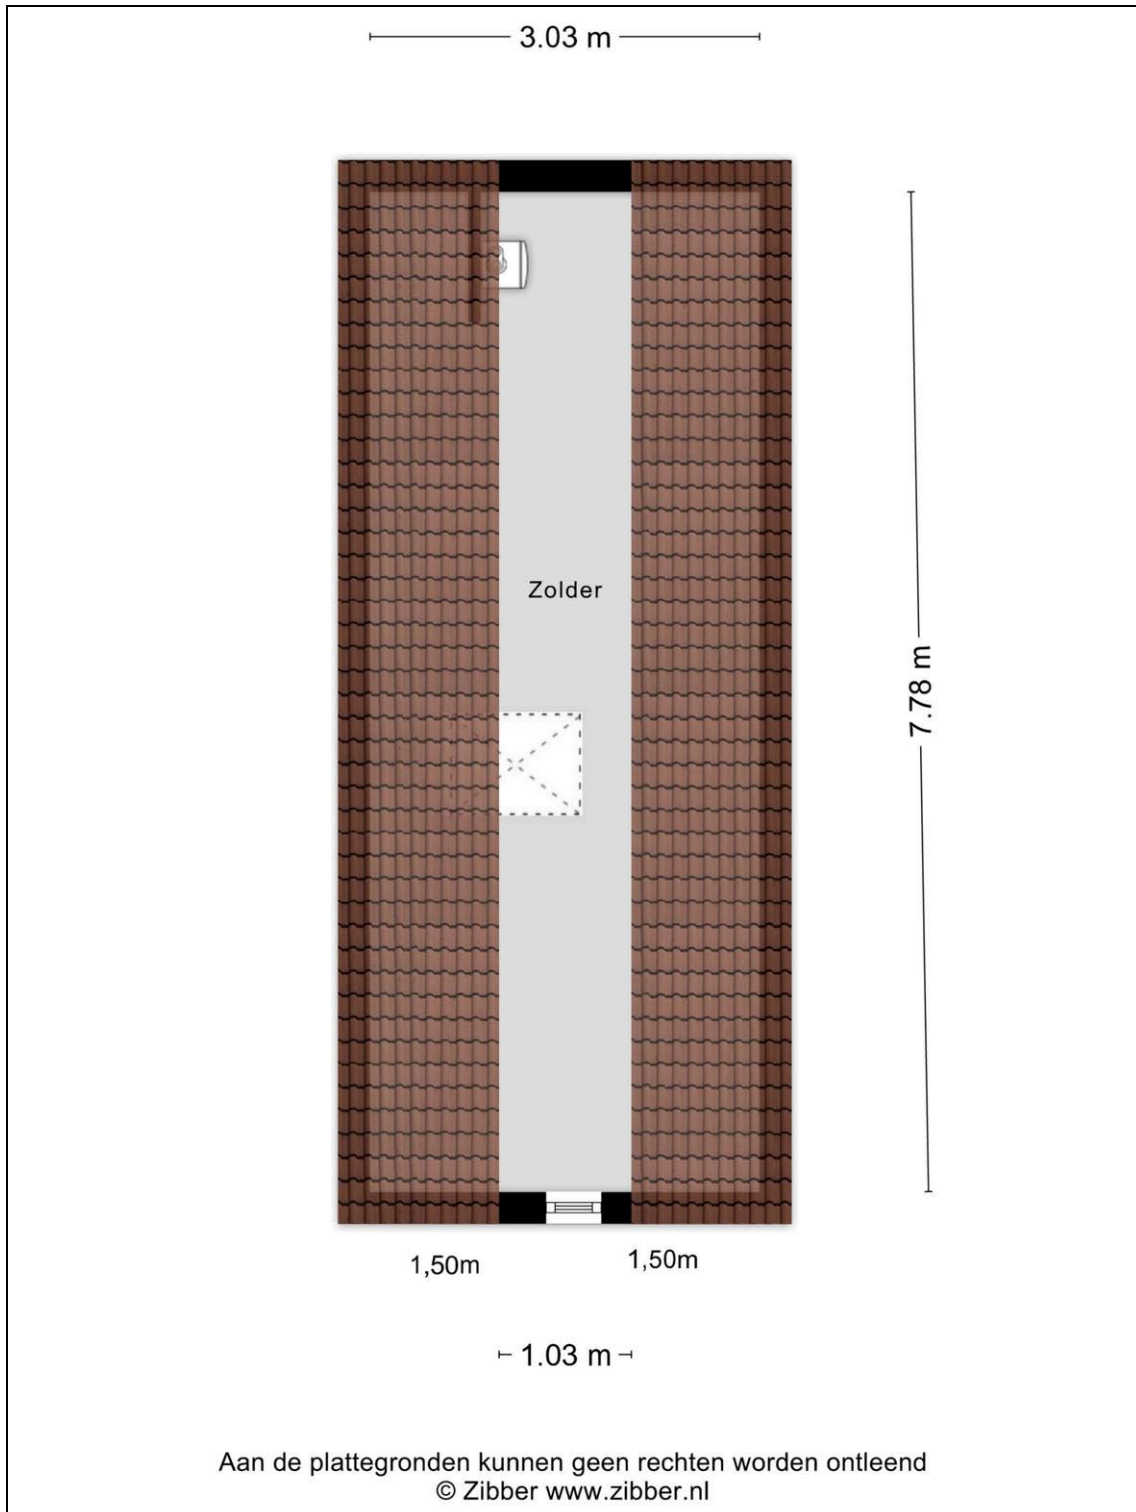 3.03 m
Zolder
7.78 m
1,50m
1,50m
1.03 m
Aan de plattegronden kunnen geen rechten worden ontleend
© Zibber www.zibber.nl